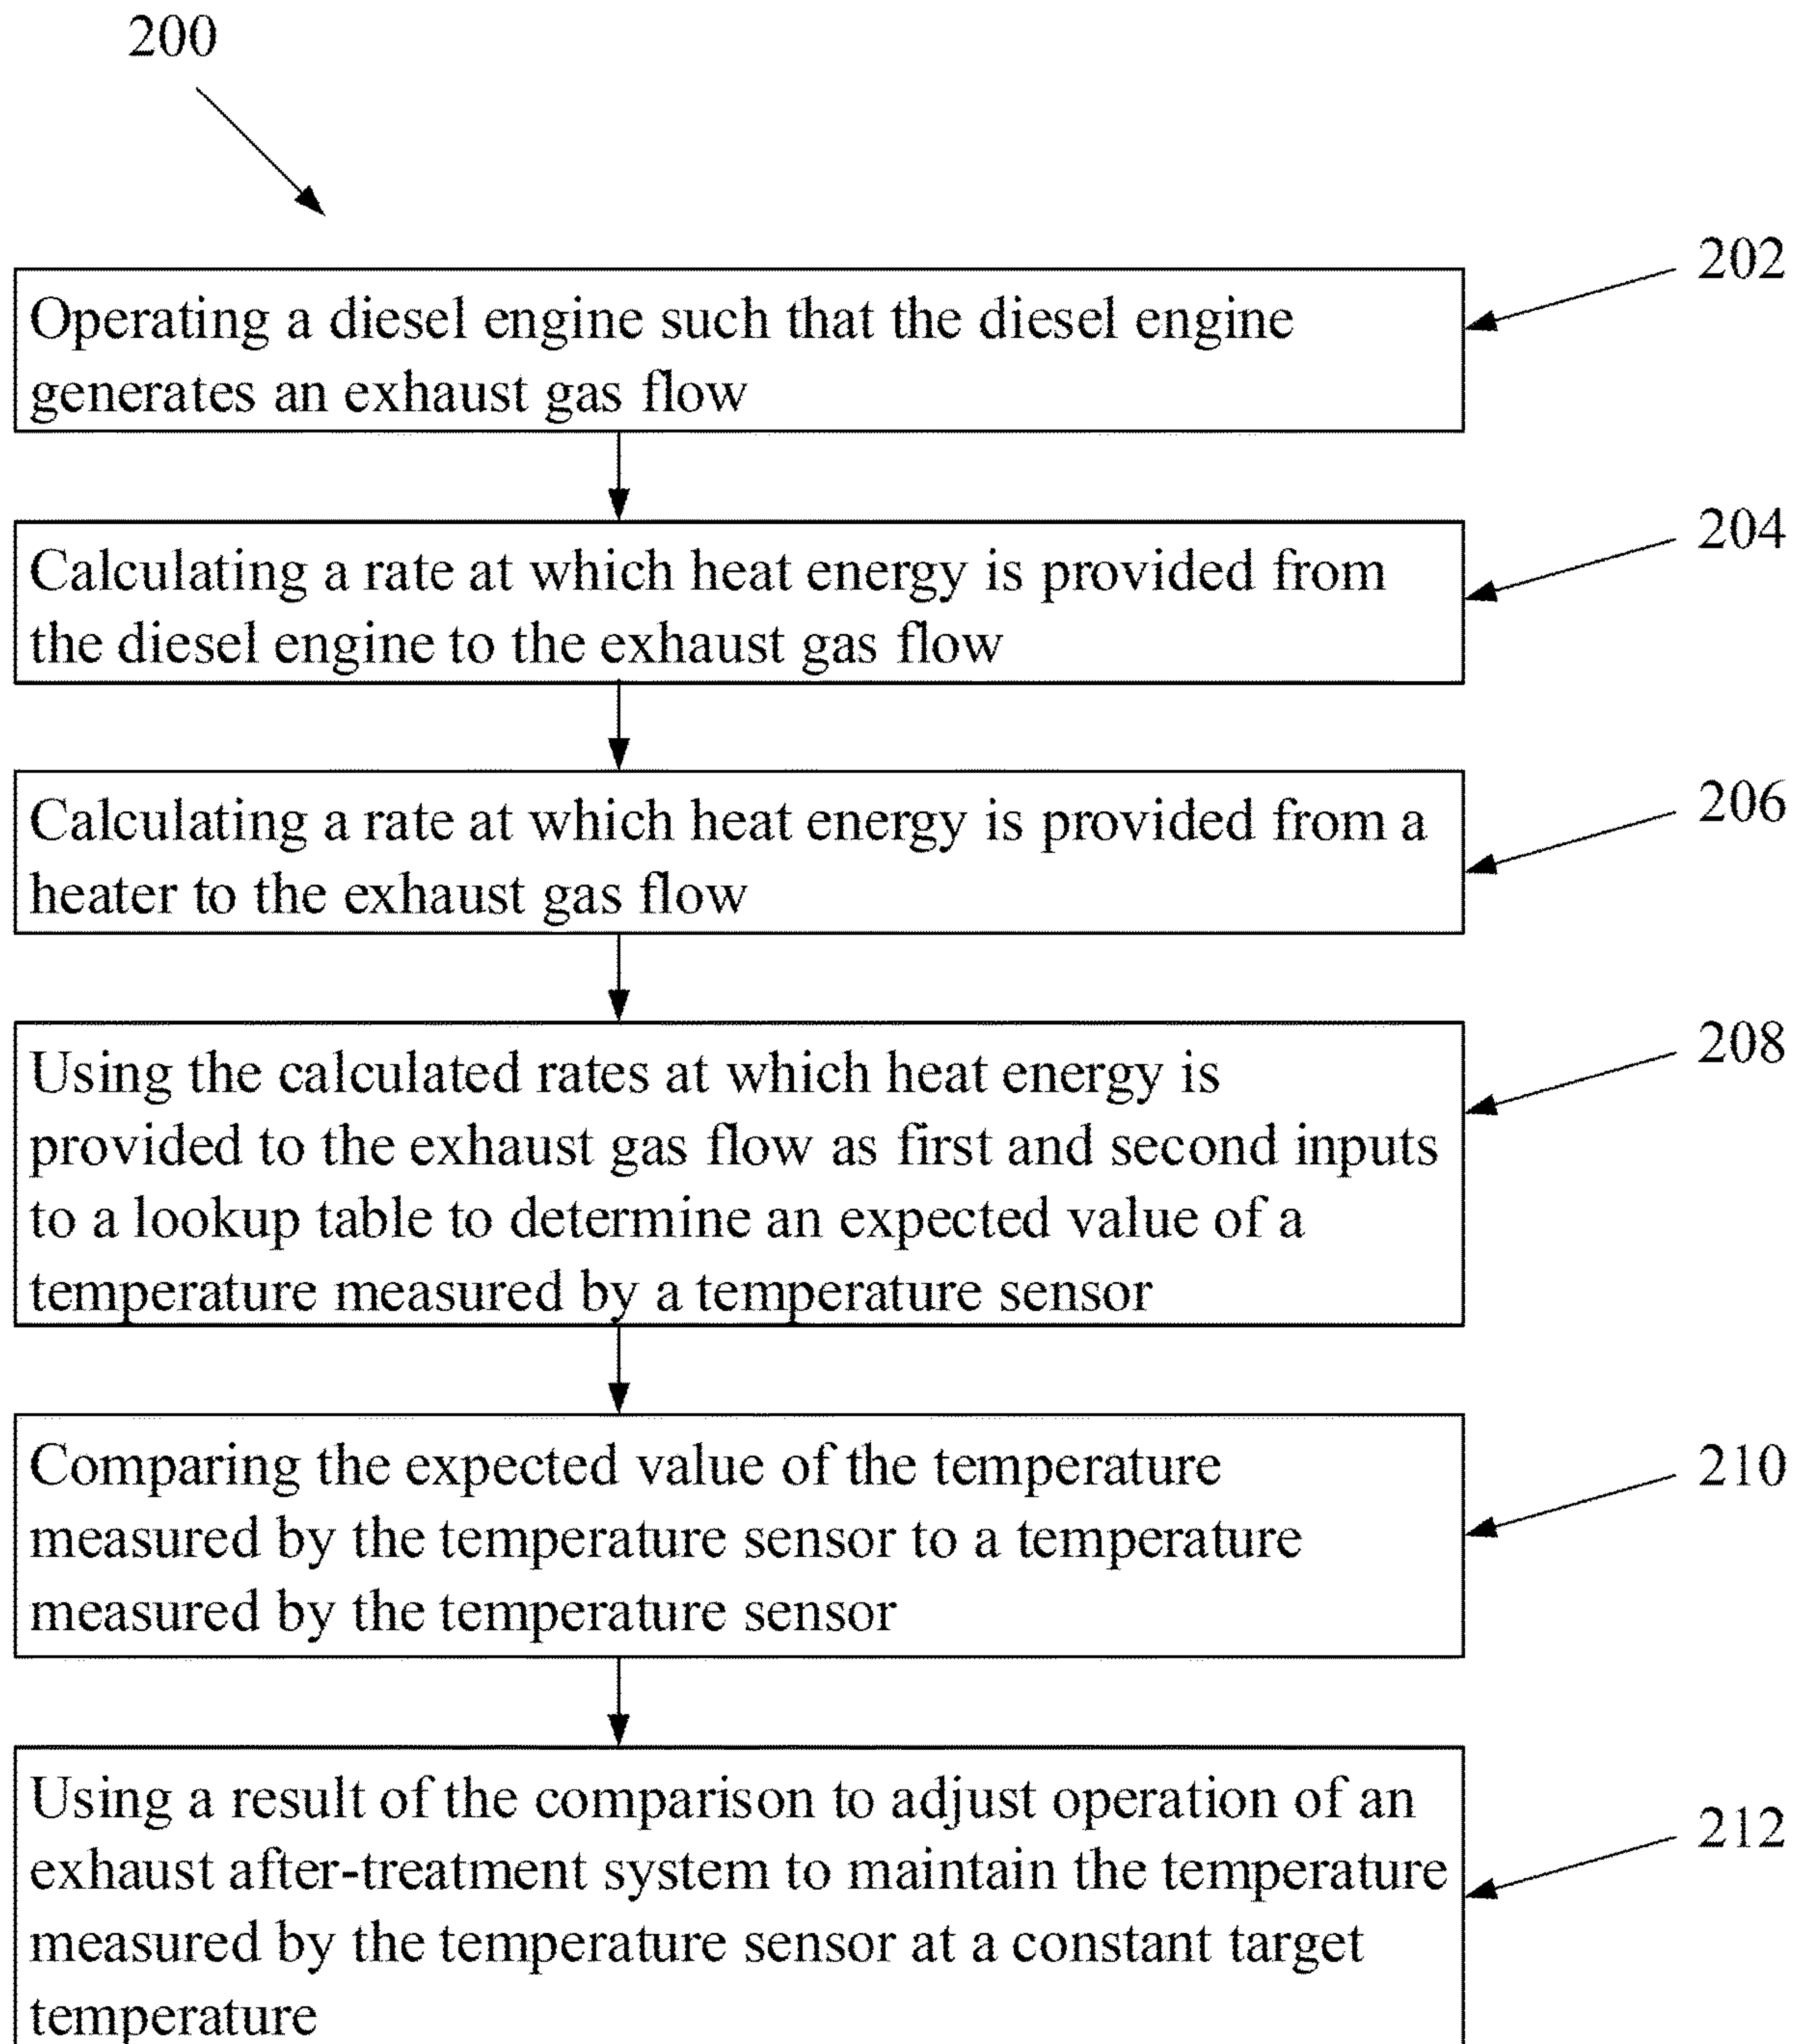 200
202
Operating a diesel engine such that the diesel engine
generates an exhaust gas flow
204
Calculating a rate at which heat energy is provided from
the diesel engine to the exhaust gas flow
206
Calculating a rate at which heat energy is provided from a
heater to the exhaust gas flow
208
Using the calculated rates at which heat energy is
provided to the exhaust gas flow as first and second inputs
to a lookup table to determine an expected value of a
temperature measured by a temperature sensor
210
Comparing the expected value of the temperature
measured by the temperature sensor to a temperature
measured by the temperature sensor
212
Using a result of the comparison to adjust operation of an
exhaust after-treatment system to maintain the temperature
measured by the temperature sensor at a constant target
temperature